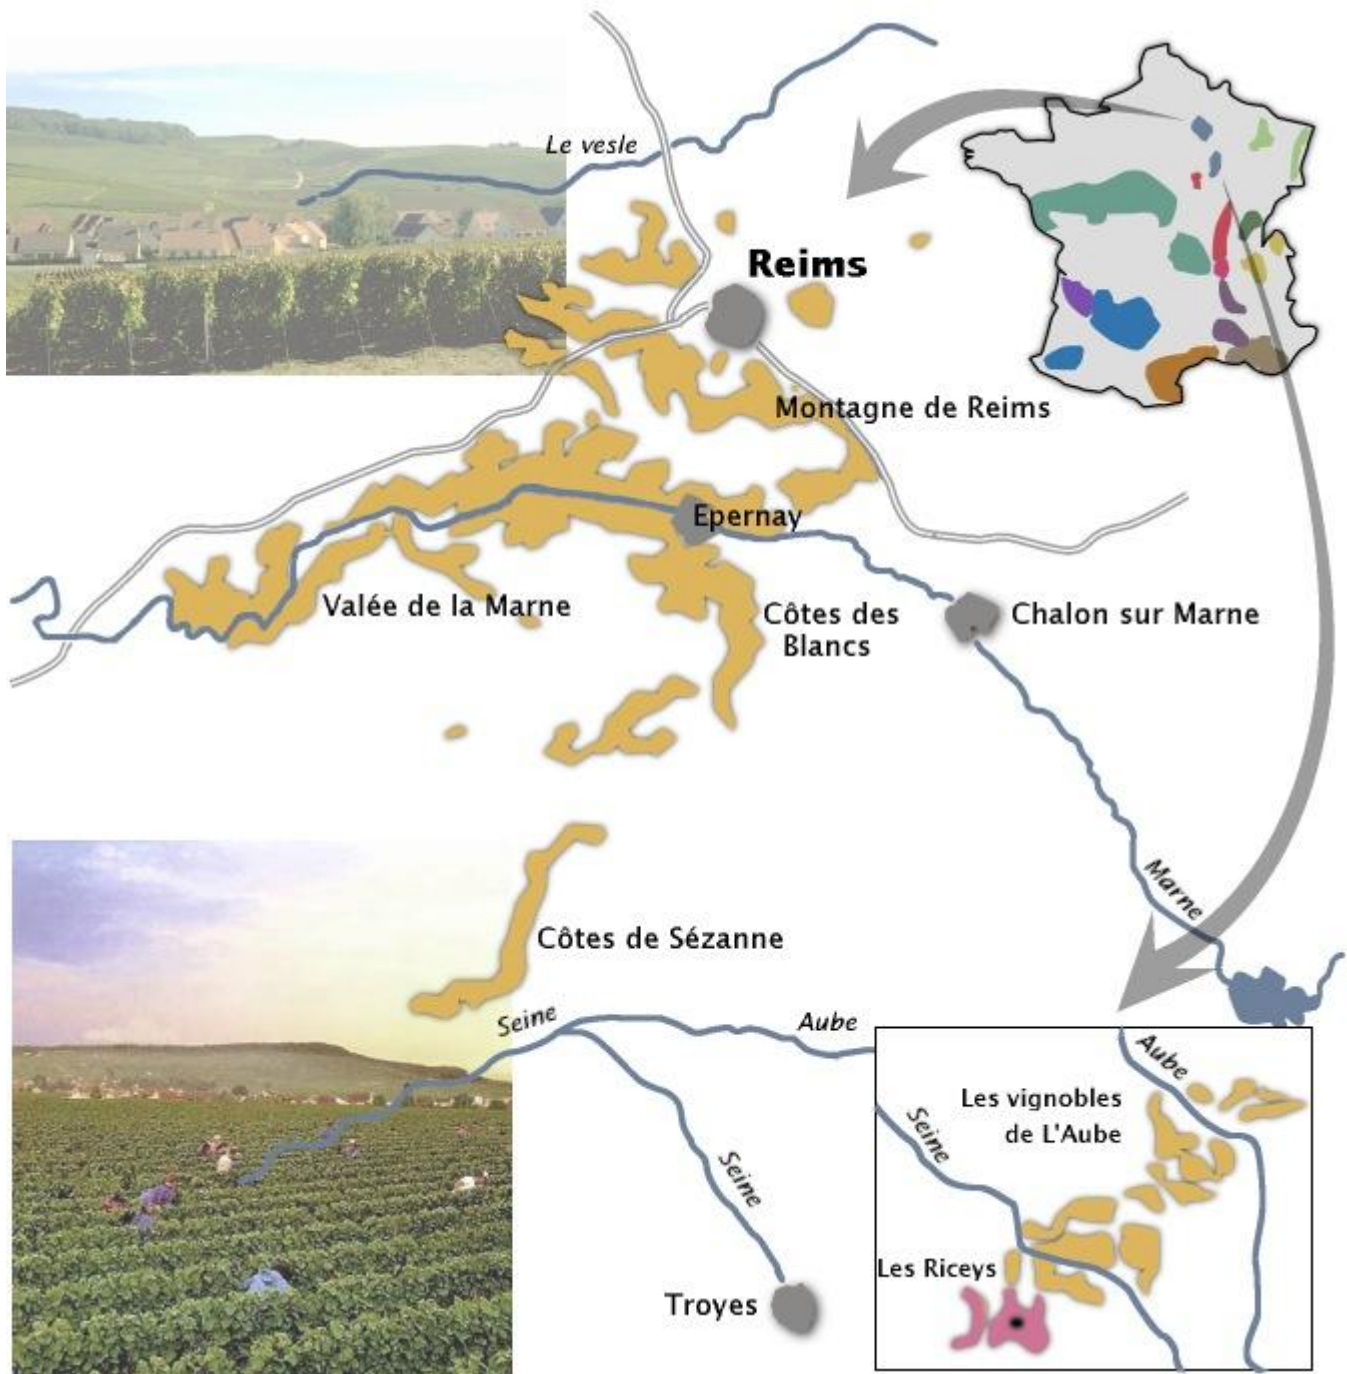 Le vesle
Reims
Montagne de Reims
Epernay
Valée de la Marne
Côtes des
Blancs
Chalon sur Marne
Marne
Côtes de Sézanne
Seine
Aube
Aube
Les vignobles
de L'Aube
Seine
Seine
Les Riceys
Troyes